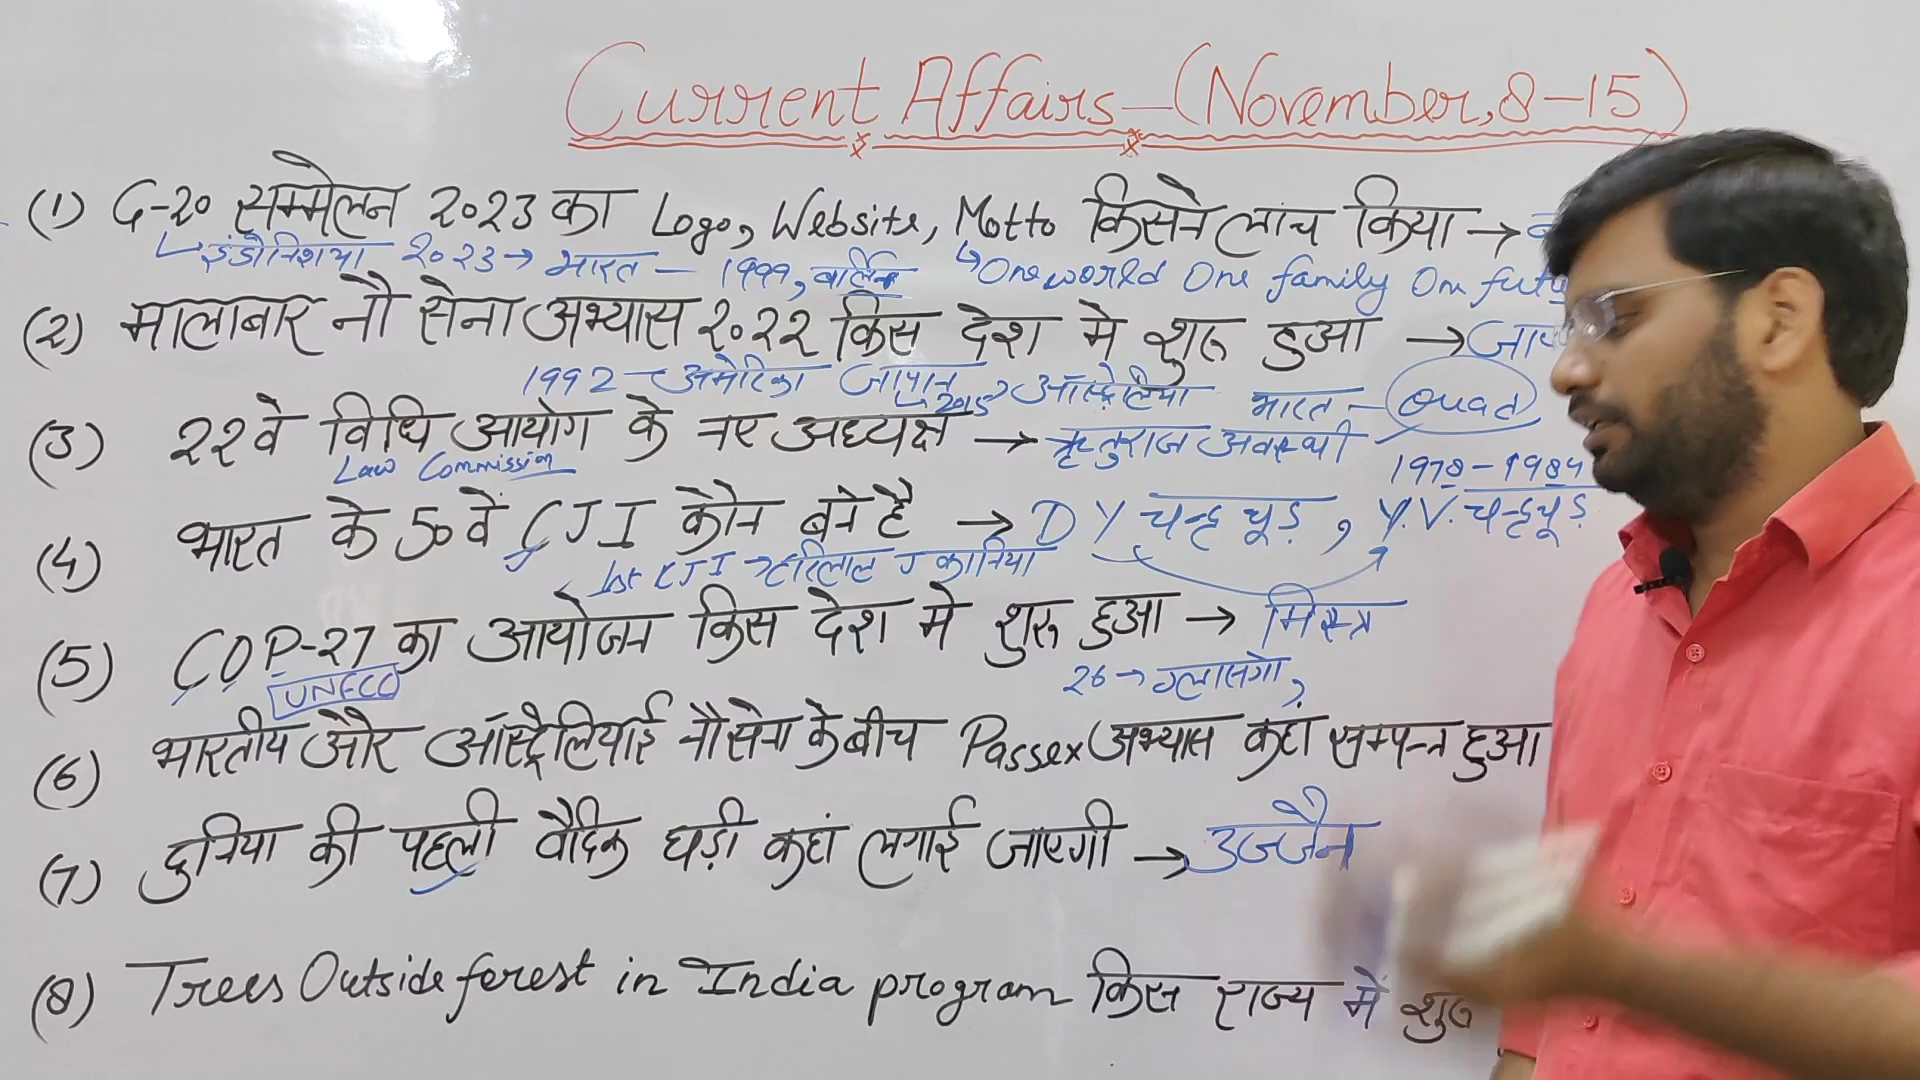 Current Affairs - (November, 8-15)
(1) G-20 सम्मेलन 2023 का Logo, Website, Motto किसने लांच किया →
↳ इंडोनेशिया 2023 → भारत - 1999, बर्लिन ↳ One world One family One
(2) मालाबार नौ सेना अभ्यास 2022 किस देश मे शुरू हुआ →
1992 - अमेरिका जापान ऑस्ट्रेलिया भारत - Quad
↳ 2015
(3) 22वे विधि आयोग के नए अध्यक्ष → ऋतुराज अवस्थी
Law Commission
1978-1984
(4) भारत के 50 वें CJI कौन बने है → D Y चन्द्रचूड़, Y.V. चन्द्रचूड़
1st CJI → हरिलाल ज कानिया
(5) COP-27 का आयोजन किस देश मे शुरू हुआ → मिस्त्र
UNFCC 26 → ग्लासगो,
(6) भारतीय और ऑस्ट्रैलियाई नौसेना के बीच Passex अभ्यास कहां सम्पन्न हुआ
(7) दुनिया की पहली वैदिक घड़ी कहां लगाई जाएगी → उज्जैन
(8) Trees Outside forest in India program किस राज्य में